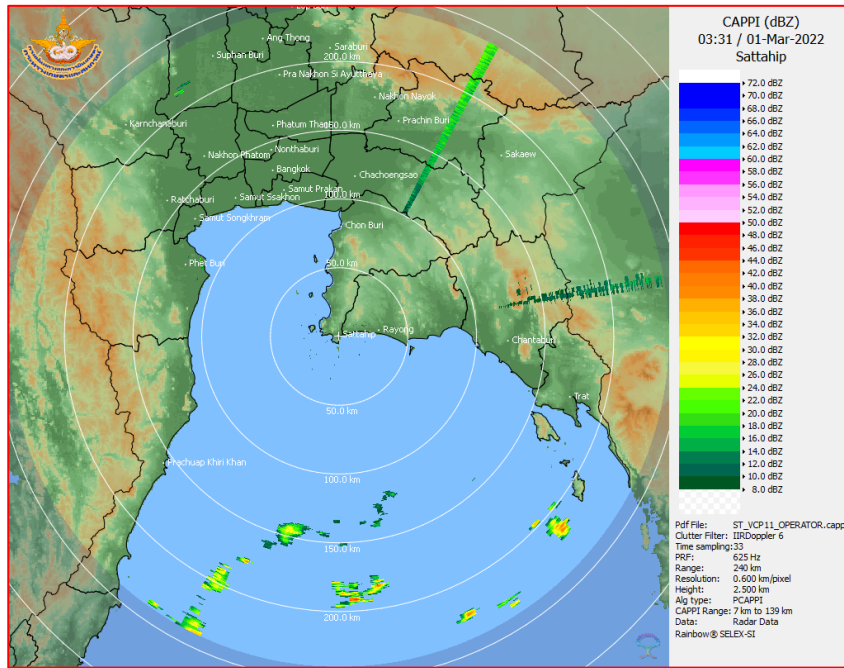 CAPPI (dBZ)
03:31 / 01-Mar-2022
Sattahip
72.0 dBZ
70.0 dBZ
68.0 dBZ
66.0 dBZ
64.0 dBZ
62.0 dBZ
60.0 dBZ
58.0 dBZ
56.0 dBZ
54.0 dBZ
52.0 dBZ
50.0 dBZ
48.0 dBZ
46.0 dBZ
44.0 dBZ
42.0 dBZ
40.0 dBZ
38.0 dBZ
36.0 dBZ
34.0 dBZ
32.0 dBZ
30.0 dBZ
28.0 dBZ
26.0 dBZ
24.0 dBZ
22.0 dBZ
20.0 dBZ
18.0 dBZ
16.0 dBZ
14.0 dBZ
12.0 dBZ
10.0 dBZ
8.0 dBZ
Pdf File: ST_VCP11_OPERATOR.capp
Clutter Filter: IIRDoppler 6
Time sampling:33
PRF: 625 Hz
Range: 240 km
Resolution: 0.600 km/pixel
Height: 2.500 km
Alg type: PCAPPI
CAPPI Range: 7 km to 139 km
Data: Radar Data
Rainbow® SELEX-SI
Ang Thong
Saraburi
Suphan Buri
200.0 km
Pra Nakhon Si Ayutthaya
Nakhon Nayok
Karnchanaburi
Phatum Thani
150.0 km
Prachin Buri
Nakhon Phatom
Nonthaburi
Sakaew
Bangkok
Chachoengsao
Samut Prakan
Ratchaburi
Samut Ssakhon
100.0 km
Samut Songkhram
Chon Buri
Phet Buri
50.0 km
Sattahip
Rayong
Chantaburi
Trat
50.0 km
Prachuap Khiri Khan
100.0 km
150.0 km
200.0 km